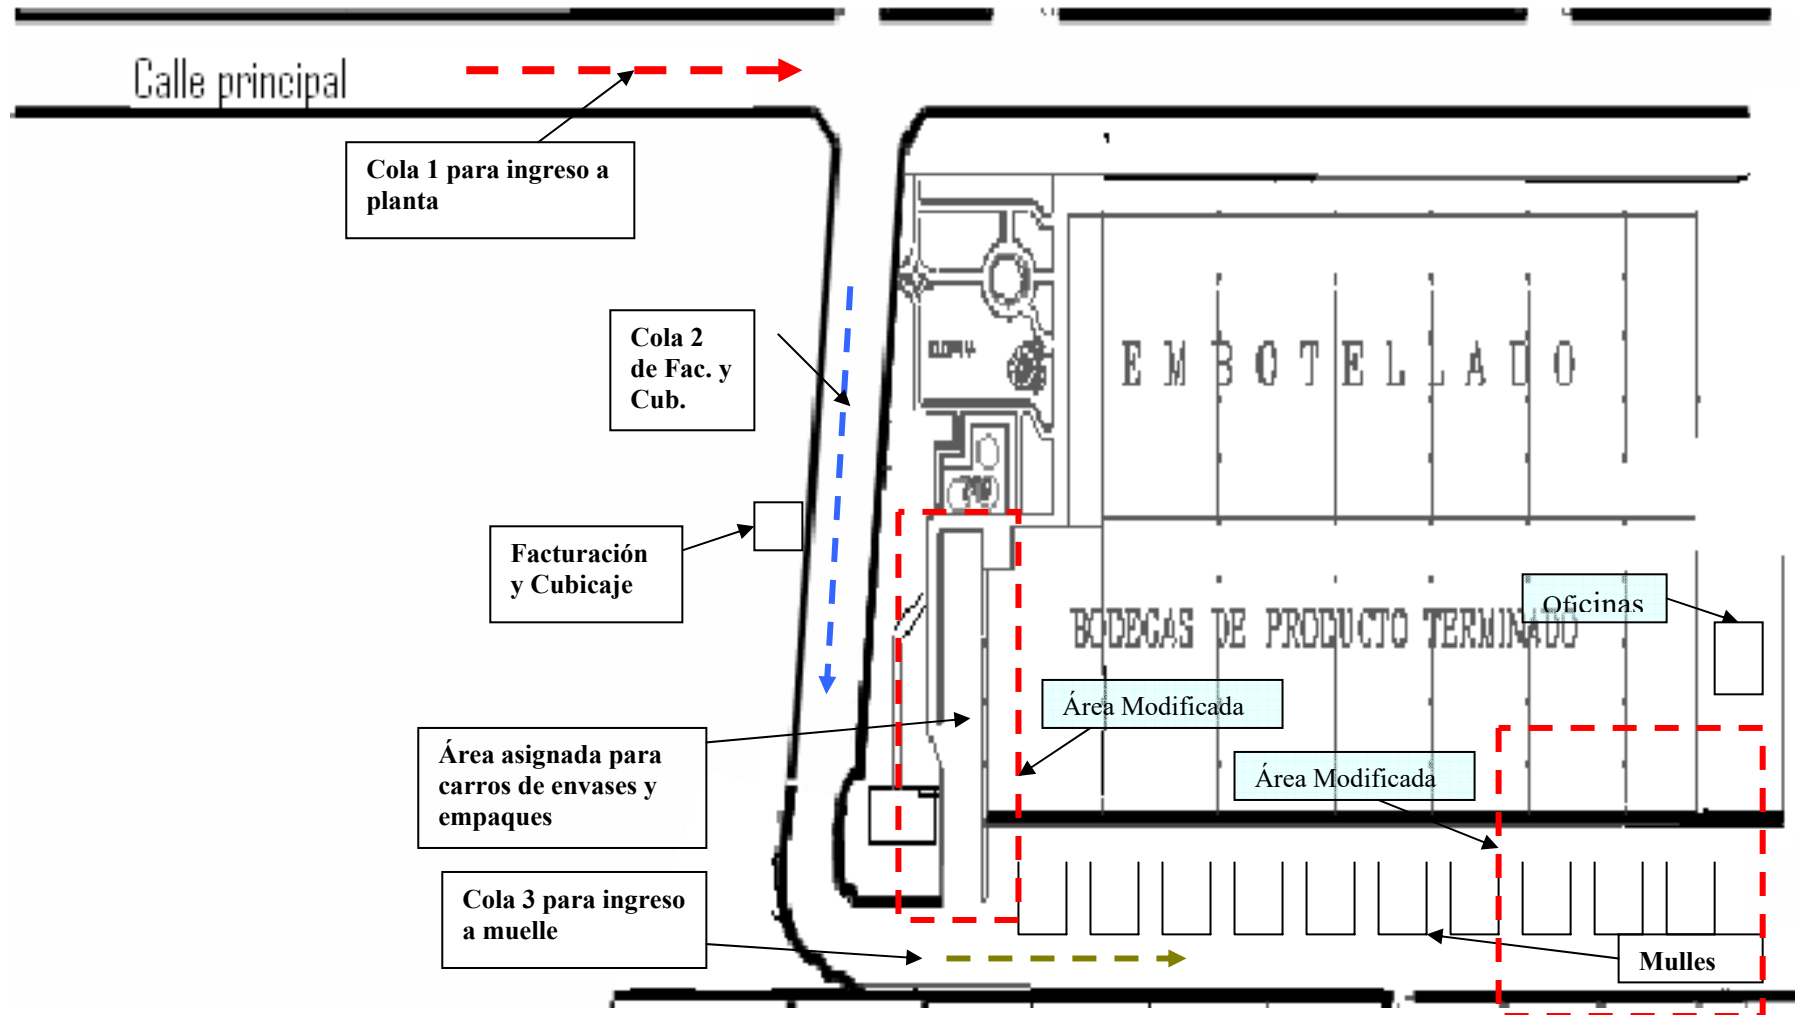 Calle principal
Cola 1 para ingreso a
planta
Cola 2
de Fac. y
Cub.
EMBOTELLADO
Facturación
y Cubicaje
Oficinas
BODEGAS DE PRODUCTO TERMINADO
Área Modificada
Área asignada para
carros de envases y
empaques
Área Modificada
Cola 3 para ingreso
a muelle
Mulles